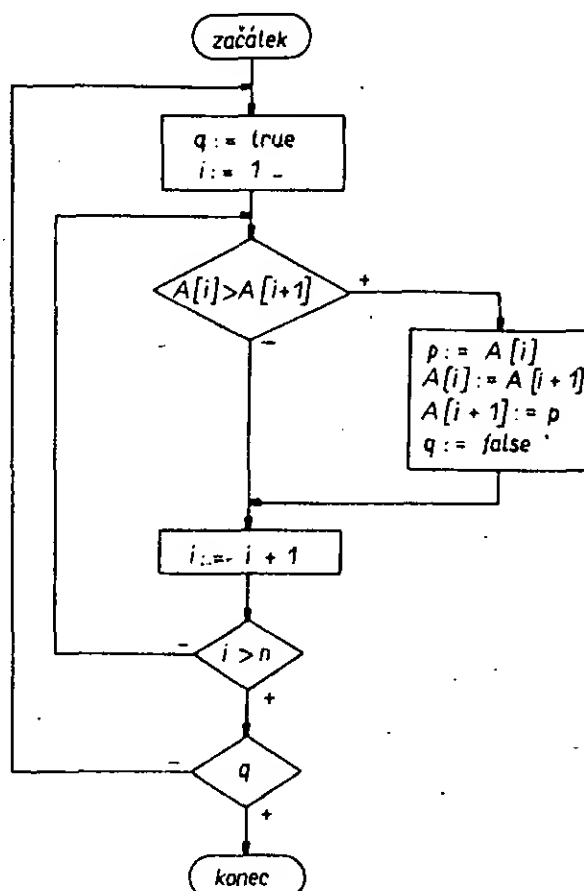 začátek
q := true
i := 1
A[i]>A[i+1]
+
-
p := A[i]
A[i] := A[i+1]
A[i+1] := p
q := false
i := i + 1
-
i > n
+
-
q
+
konec